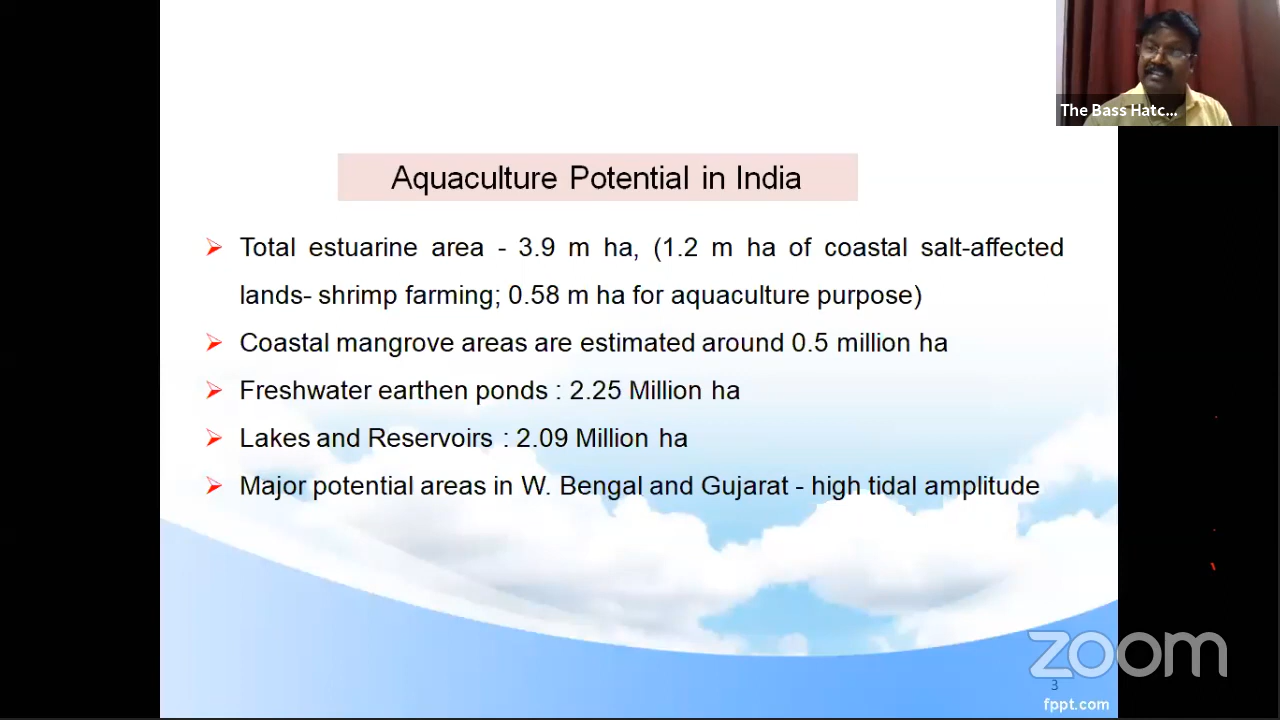 The Bass Hatc...
Aquaculture Potential in India
Total estuarine area - 3.9 m ha, (1.2 m ha of coastal salt-affected
lands- shrimp farming; 0.58 m ha for aquaculture purpose)
Coastal mangrove areas are estimated around 0.5 million ha
Freshwater earthen ponds : 2.25 Million ha
Lakes and Reservoirs : 2.09 Million ha
Major potential areas in W. Bengal and Gujarat - high tidal amplitude
zoom
3
fppt.com